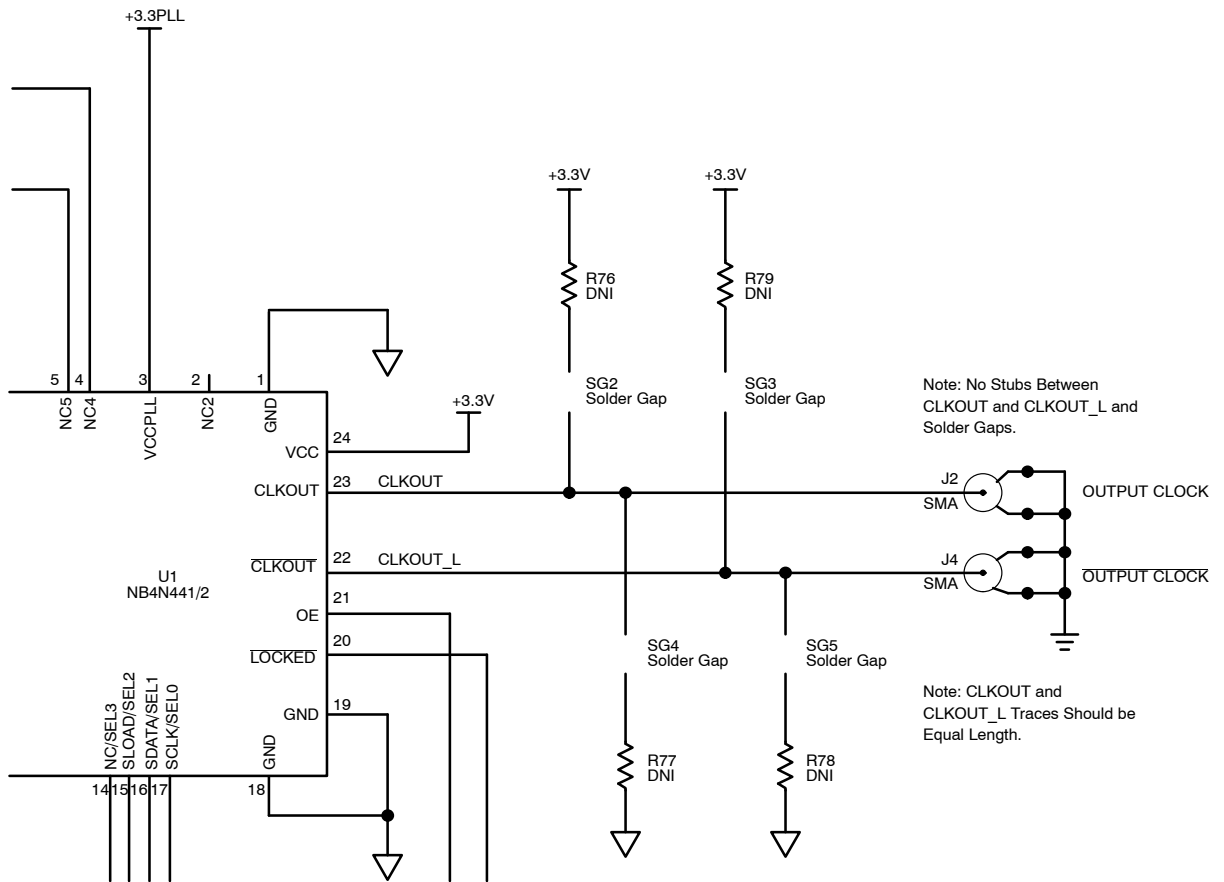 +3.3PLL
+3.3V
+3.3V
R76
DNI
R79
DNI
5
4
3
2
1
NC5
NC4
VCCPLL
NC2
GND
SG2
Solder Gap
SG3
Solder Gap
Note: No Stubs Between
CLKOUT and CLKOUT_L and
Solder Gaps.
+3.3V
VCC
24
CLKOUT
23
CLKOUT
J2
SMA
OUTPUT CLOCK
CLKOUT
22
CLKOUT_L
J4
SMA
OUTPUT CLOCK
U1
NB4N441/2
OE
21
LOCKED
20
SG4
Solder Gap
SG5
Solder Gap
GND
19
Note: CLKOUT and
CLKOUT_L Traces Should be
Equal Length.
NC/SEL3
SLOAD/SEL2
SDATA/SEL1
SCLK/SEL0
GND
R77
DNI
R78
DNI
14
15
16
17
18